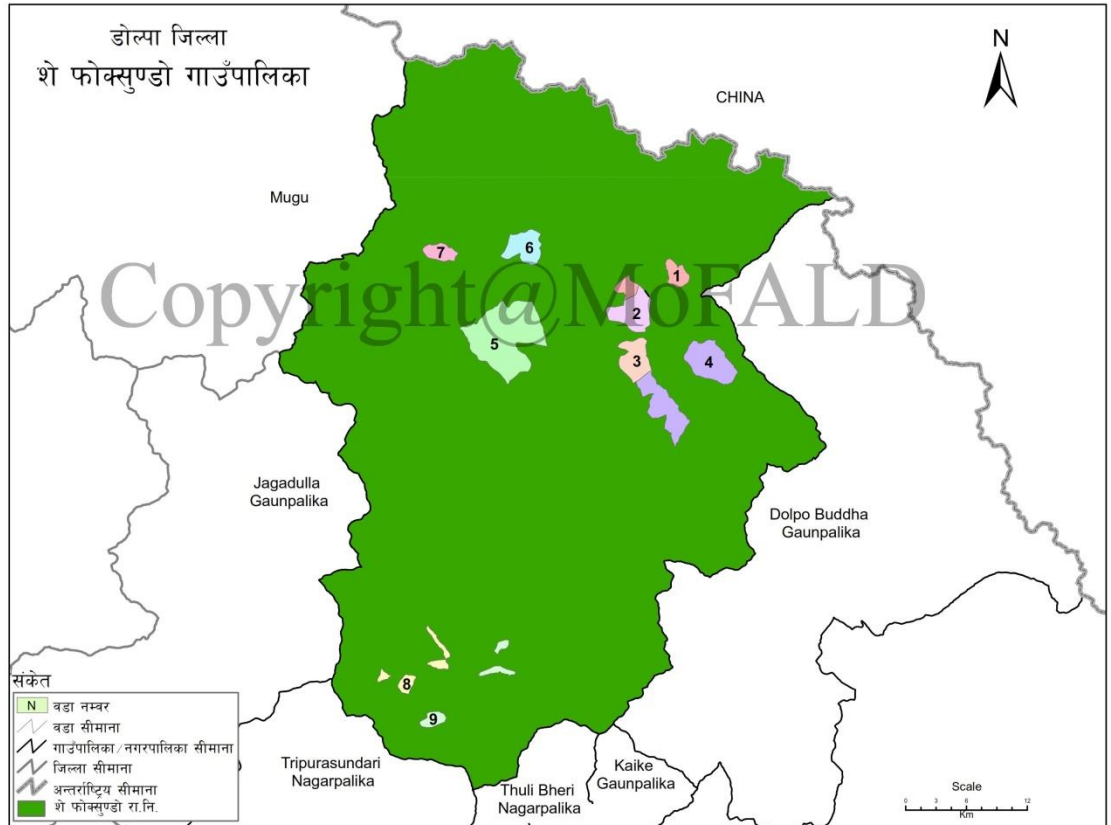 डोल्पा जिल्ला
शे फोक्सुण्डो गाउँपालिका
N
CHINA
Mugu
7
6
1
Copyright@MoFALD
2
5
3
4
Jagadulla
Gaunpalika
Dolpo Buddha
Gaunpalika
8
9
संकेत
N वडा नम्बर
वडा सीमाना
गाउँपालिका/नगरपालिका सीमाना
जिल्ला सीमाना
अन्तर्राष्ट्रिय सीमाना
शे फोक्सुण्डो रा.नि.
Tripurasundari
Nagarpalika
Thuli Bheri
Nagarpalika
Kaike
Gaunpalika
Scale
0 3 6 12
Km